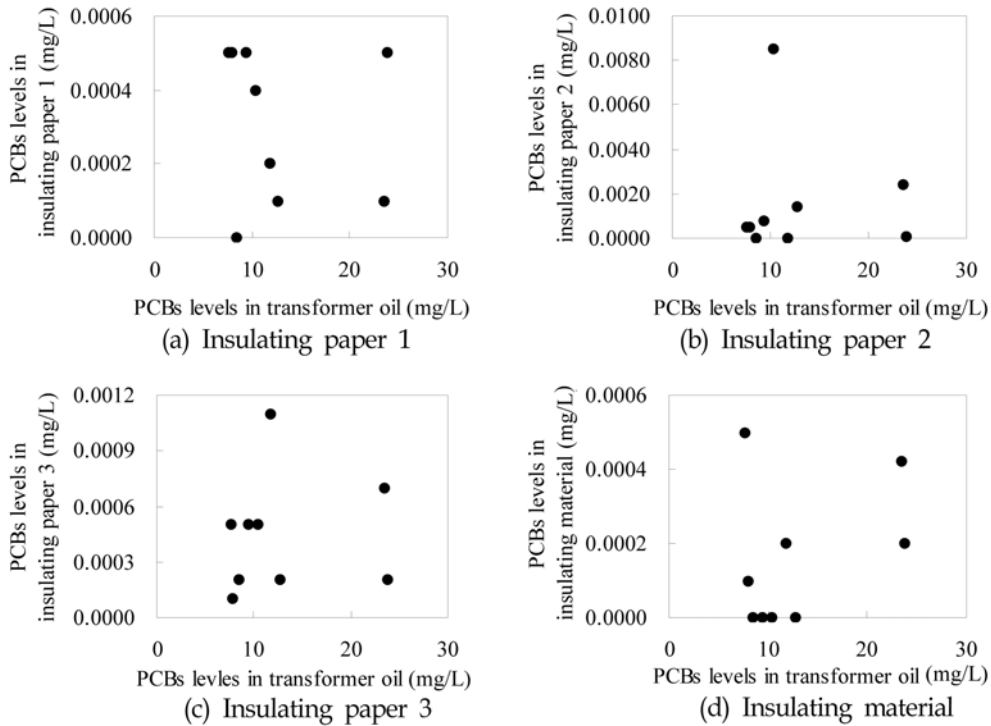 PCBs levels in
insulating paper 1 (mg/L)
0.0006
0.0004
0.0002
0.0000
0 10 20 30
PCBs levels in transformer oil (mg/L)
(a) Insulating paper 1
PCBs levels in
insulating paper 2 (mg/L)
0.0100
0.0080
0.0060
0.0040
0.0020
0.0000
0 10 20 30
PCBs levels in transformer oil (mg/L)
(b) Insulating paper 2
PCBs levels in
insulating paper 3 (mg/L)
0.0012
0.0009
0.0006
0.0003
0.0000
0 10 20 30
PCBs levles in transformer oil (mg/L)
(c) Insulating paper 3
PCBs levels in
insulating material (mg/L)
0.0006
0.0004
0.0002
0.0000
0 10 20 30
PCBs levels in transformer oil (mg/L)
(d) Insulating material